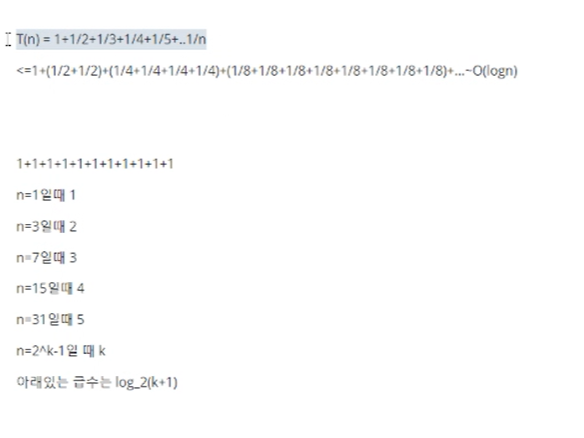 T(n) = 1+1/2+1/3+1/4+1/5+..1/n
<=1+(1/2+1/2)+(1/4+1/4+1/4+1/4)+(1/8+1/8+1/8+1/8+1/8+1/8+1/8+1/8)+...~O(logn)
1+1+1+1+1+1+1+1+1+1+1
n=1일때 1
n=3일때 2
n=7일때 3
n=15일때 4
n=31일때 5
n=2^k-1일 때 k
아래있는 급수는 log_2(k+1)